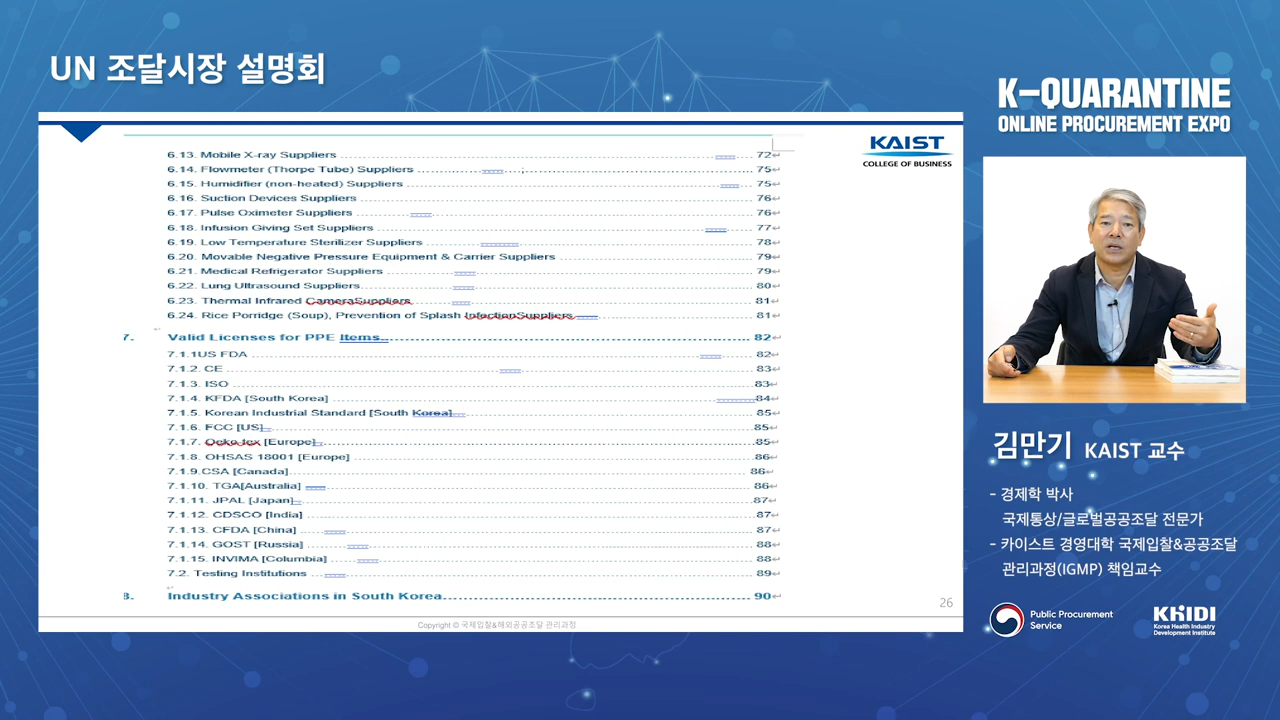 UN 조달시장 설명회
K-QUARANTINE
ONLINE PROCUREMENT EXPO
KAIST
COLLEGE OF BUSINESS
6.13. Mobile X-ray Suppliers 72
6.14. Flowmeter (Thorpe Tube) Suppliers 75
6.15. Humidifier (non-heated) Suppliers 75
6.16. Suction Devices Suppliers 76
6.17. Pulse Oximeter Suppliers 76
6.18. Infusion Giving Set Suppliers 77
6.19. Low Temperature Sterilizer Suppliers 78
6.20. Movable Negative Pressure Equipment & Carrier Suppliers 79
6.21. Medical Refrigerator Suppliers 79
6.22. Lung Ultrasound Suppliers 80
6.23. Thermal Infrared CameraSuppliers 81
6.24. Rice Porridge (Soup), Prevention of Splash InfectionSuppliers 81
7. Valid Licenses for PPE Items 82
7.1.1US FDA 82
7.1.2. CE 83
7.1.3. ISO 83
7.1.4. KFDA [South Korea] 84
7.1.5. Korean Industrial Standard [South Korea] 85
7.1.6. FCC [US] 85
7.1.7. Oeko-tex [Europe] 85
7.1.8. OHSAS 18001 [Europe] 86
7.1.9.CSA [Canada] 86
7.1.10. TGA[Australia] 86
7.1.11. JPAL [Japan] 87
7.1.12. CDSCO [India] 87
7.1.13. CFDA [China] 87
7.1.14. GOST [Russia] 88
7.1.15. INVIMA [Columbia] 88
7.2. Testing Institutions 89
8. Industry Associations in South Korea 90
26
Copyright © 국제입찰&해외공공조달 관리과정
김만기 KAIST 교수
- 경제학 박사
국제통상/글로벌공공조달 전문가
- 카이스트 경영대학 국제입찰&공공조달
관리과정(IGMP) 책임교수
Public Procurement
Service
KHIDI
Korea Health Industry
Development Institute